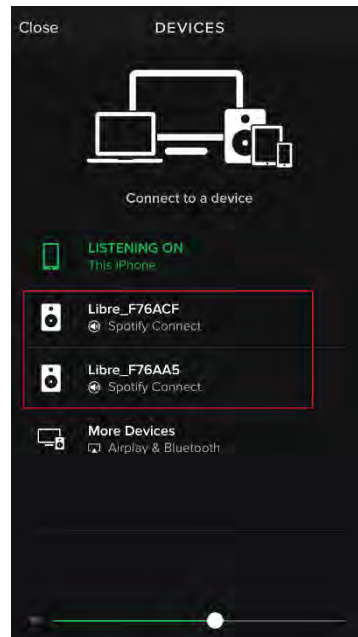 Close
DEVICES
Connect to a device
LISTENING ON
This iPhone
Libre_F76ACF
Spotify Connect
Libre_F76AA5
Spotify Connect
More Devices
Airplay & Bluetooth